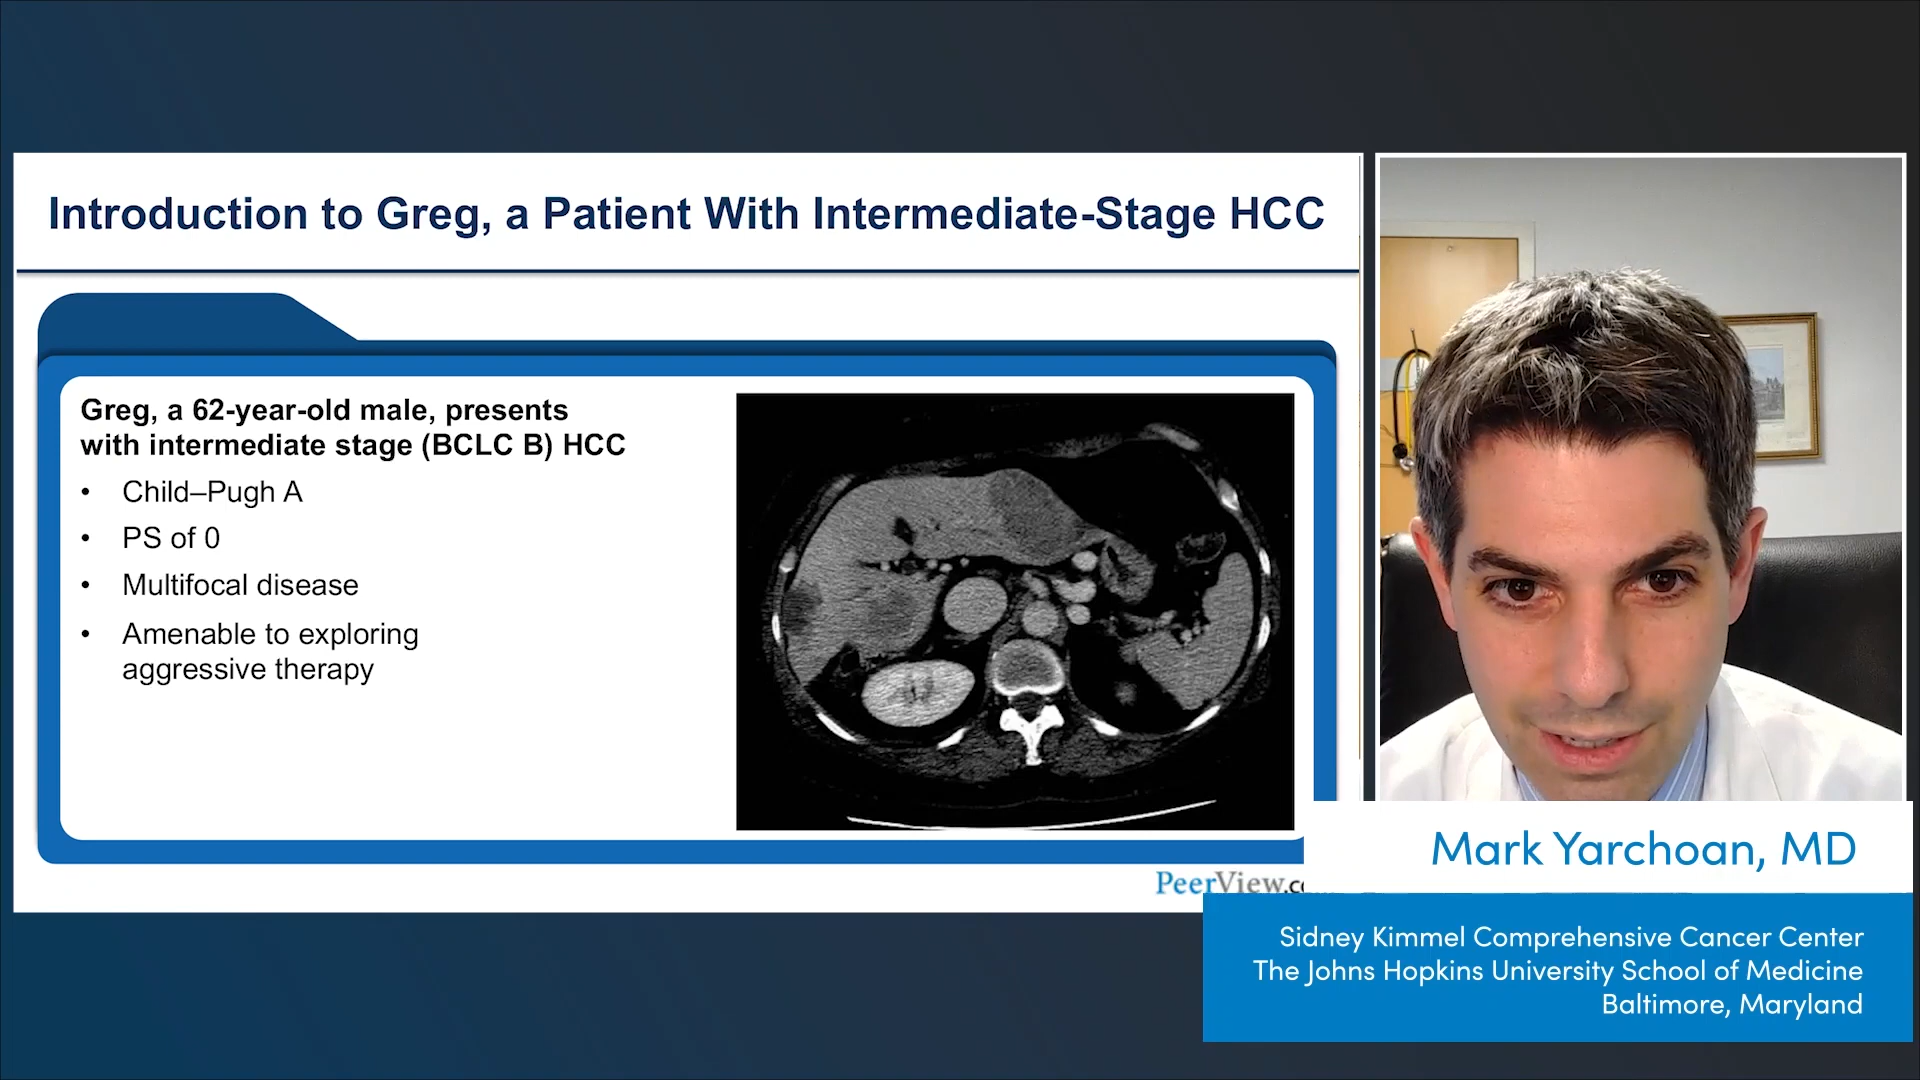 Introduction to Greg, a Patient With Intermediate-Stage HCC
Greg, a 62-year-old male, presents
with intermediate stage (BCLC B) HCC
• Child–Pugh A
• PS of 0
• Multifocal disease
• Amenable to exploring
aggressive therapy
PeerView.c
Mark Yarchoan, MD
Sidney Kimmel Comprehensive Cancer Center
The Johns Hopkins University School of Medicine
Baltimore, Maryland